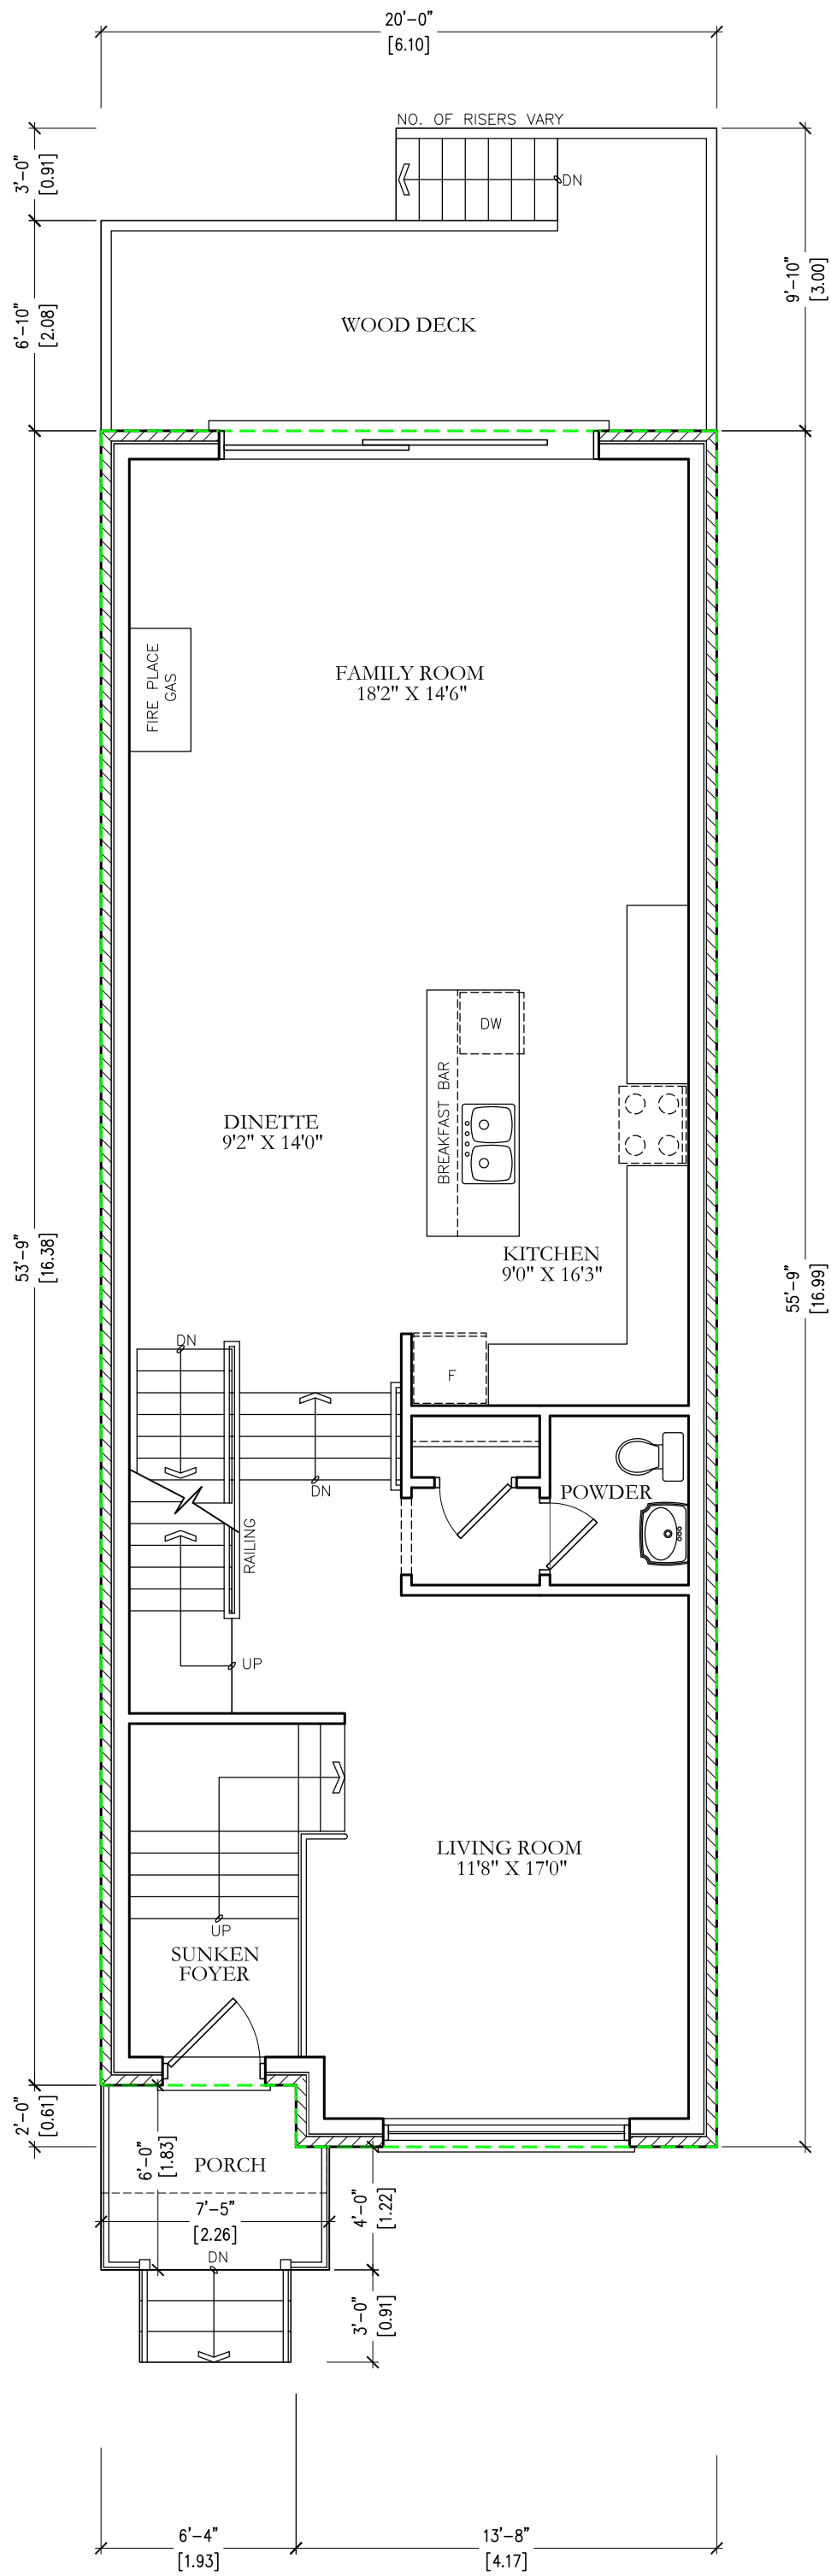 20'-0"
[6.10]
NO. OF RISERS VARY
DN
3'-0"
[0.91]
6'-10"
[2.08]
9'-10"
[3.00]
WOOD DECK
FIRE PLACE
GAS
FAMILY ROOM
18'2" X 14'6"
DW
BREAKFAST BAR
DINETTE
9'2" X 14'0"
KITCHEN
9'0" X 16'3"
53'-9"
[16.38]
55'-9"
[16.99]
DN
F
DN
POWDER
RAILING
UP
LIVING ROOM
11'8" X 17'0"
UP
SUNKEN
FOYER
2'-0"
[0.61]
6'-0"
[1.83]
PORCH
7'-5"
[2.26]
4'-0"
[1.22]
DN
3'-0"
[0.91]
6'-4"
[1.93]
13'-8"
[4.17]